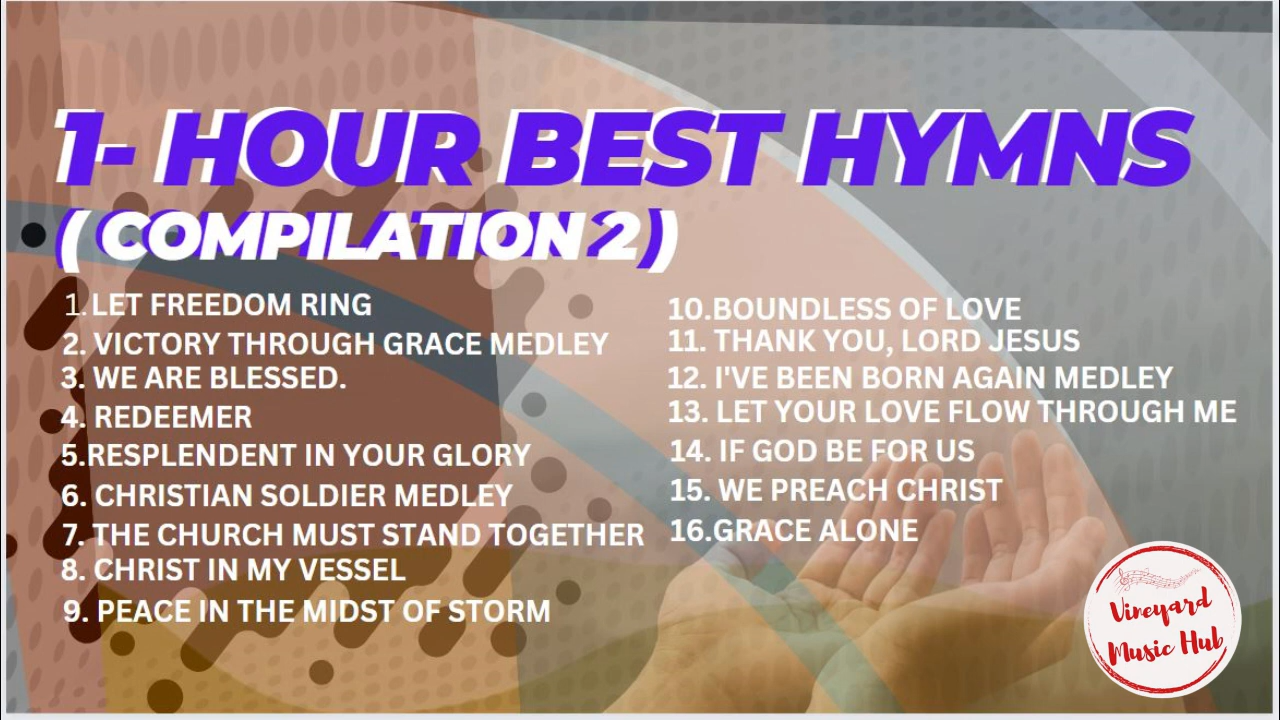 1- HOUR BEST HYMNS
( COMPILATION 2 )
1. LET FREEDOM RING
2. VICTORY THROUGH GRACE MEDLEY
3. WE ARE BLESSED.
4. REDEEMER
5.RESPLENDENT IN YOUR GLORY
6. CHRISTIAN SOLDIER MEDLEY
7. THE CHURCH MUST STAND TOGETHER
8. CHRIST IN MY VESSEL
9. PEACE IN THE MIDST OF STORM
10.BOUNDLESS OF LOVE
11. THANK YOU, LORD JESUS
12. I'VE BEEN BORN AGAIN MEDLEY
13. LET YOUR LOVE FLOW THROUGH ME
14. IF GOD BE FOR US
15. WE PREACH CHRIST
16.GRACE ALONE
Vineyard
Music Hub